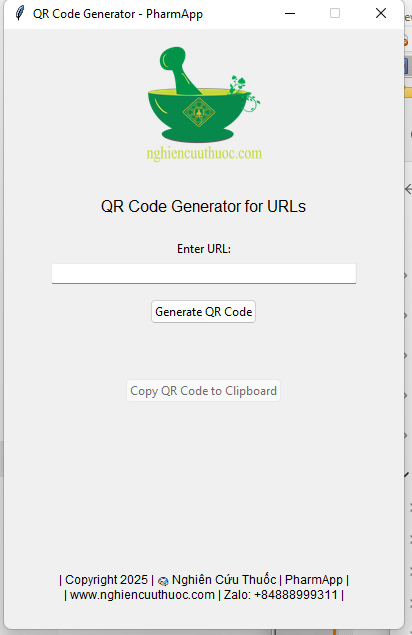 QR Code Generator - PharmApp
nghiencuuthuoc.com
QR Code Generator for URLs
Enter URL:
Generate QR Code
Copy QR Code to Clipboard
| Copyright 2025 | Nghiên Cứu Thuốc | PharmApp |
| www.nghiencuuthuoc.com | Zalo: +84888999311 |